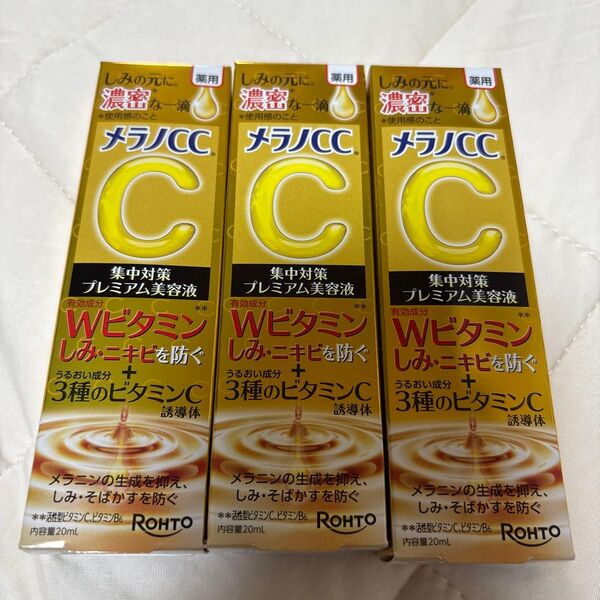 しみの元に。
薬用
濃密な一滴
*使用感のこと
メラノCC®
C
集中対策
プレミアム美容液
有効成分
Wビタミン**
しみ・ニキビを防ぐ
+
うるおい成分
3種のビタミンC
誘導体
メラニンの生成を抑え、
しみ・そばかすを防ぐ
**活性型ビタミンC、ビタミンB6
内容量20mL
ROHTO
しみの元に。
薬用
濃密な一滴
*使用感のこと
メラノCC®
C
集中対策
プレミアム美容液
有効成分
Wビタミン**
しみ・ニキビを防ぐ
+
うるおい成分
3種のビタミンC
誘導体
メラニンの生成を抑え、
しみ・そばかすを防ぐ
**活性型ビタミンC、ビタミンB6
内容量20mL
ROHTO
しみの元に。
薬用
濃密な一滴
*使用感のこと
メラノCC®
C
集中対策
プレミアム美容液
有効成分
Wビタミン**
しみ・ニキビを防ぐ
+
うるおい成分
3種のビタミンC
誘導体
メラニンの生成を抑え、
しみ・そばかすを防ぐ
**活性型ビタミンC、ビタミンB6
内容量20mL
ROHTO